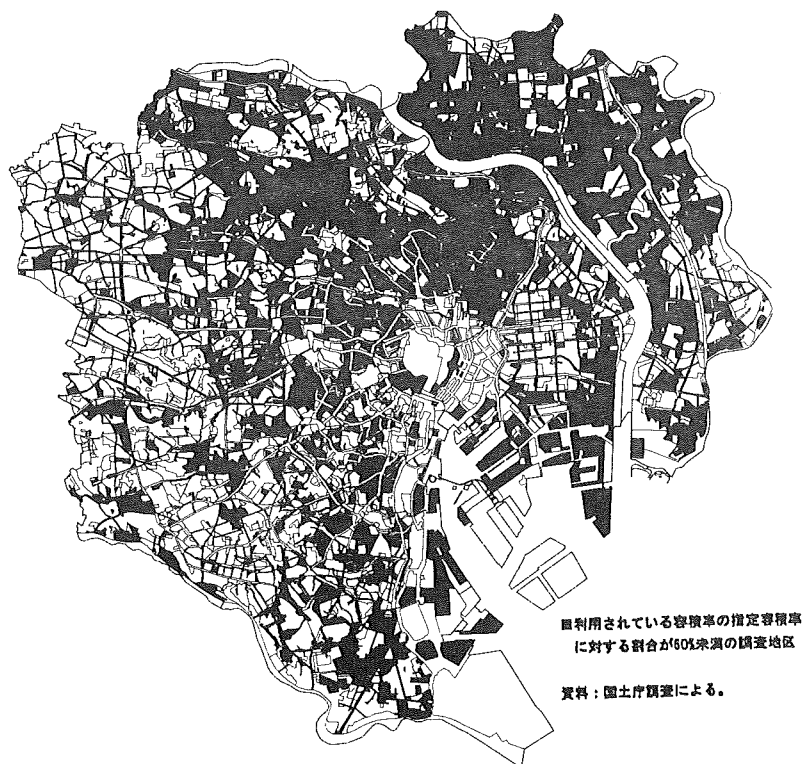 ■利用されている容積率の指定容積率
に対する割合が60%未満の調査地区
資料：国土庁調査による。